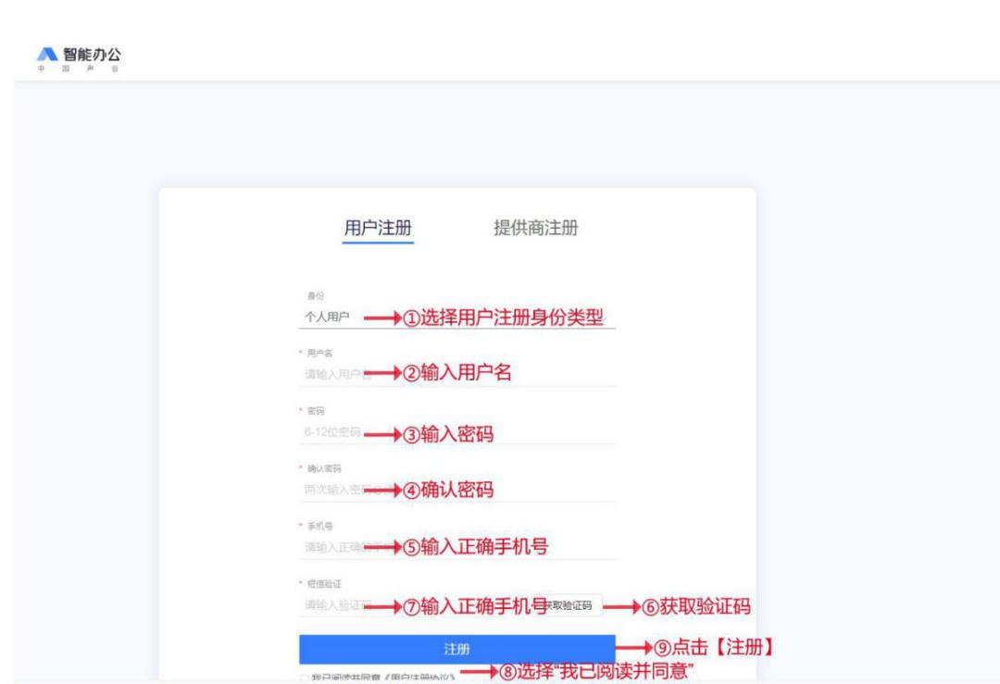 智能办公
中国声谷
用户注册 提供商注册
身份
个人用户 ①选择用户注册身份类型
* 用户名
请输入用户名 ②输入用户名
* 密码
6-12位密码 ③输入密码
* 确认密码
两次输入密码 ④确认密码
* 手机号
请输入正确的手 ⑤输入正确手机号
* 短信验证
请输入验证码 ⑦输入正确手机号 获取验证码 ⑥获取验证码
注册 ⑨点击【注册】
我已阅读并同意《用户注册协议》 ⑧选择“我已阅读并同意”